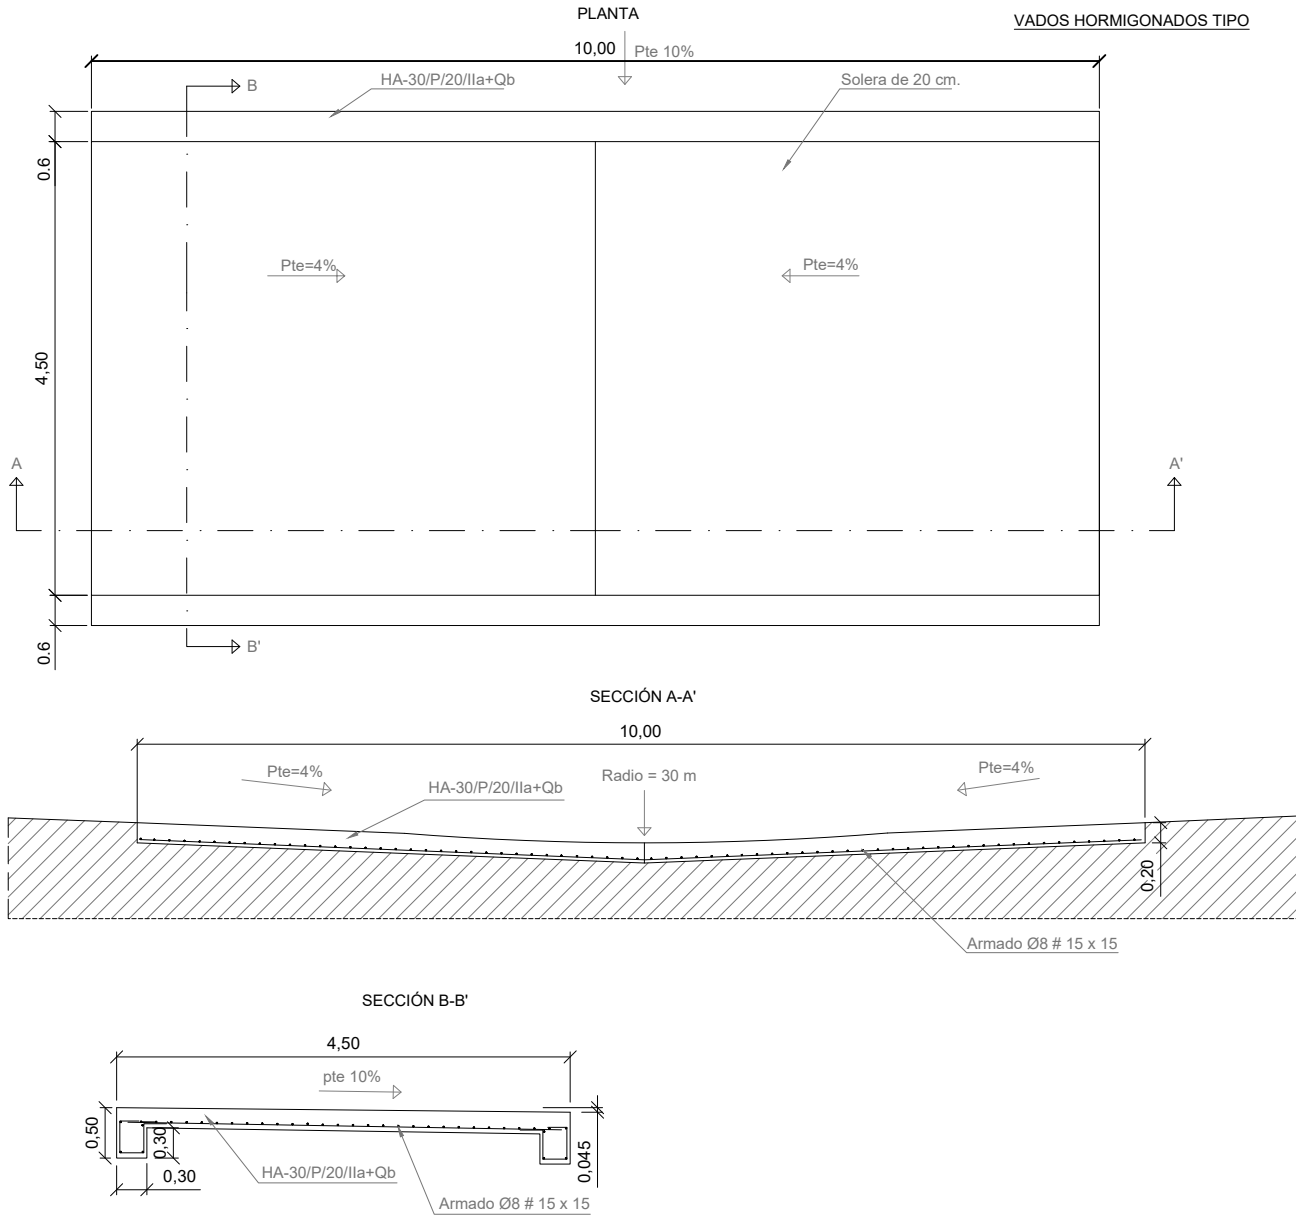 PLANTA
VADOS HORMIGONADOS TIPO
10,00
Pte 10%
B
HA-30/P/20/IIa+Qb
Solera de 20 cm.
0.6
Pte=4%
Pte=4%
4,50
A
A'
0.6
B'
SECCIÓN A-A'
10,00
Pte=4%
HA-30/P/20/IIa+Qb
Radio = 30 m
Pte=4%
0,20
Armado Ø8 # 15 x 15
SECCIÓN B-B'
4,50
pte 10%
0,50
0,30
0,045
0,30
HA-30/P/20/IIa+Qb
Armado Ø8 # 15 x 15